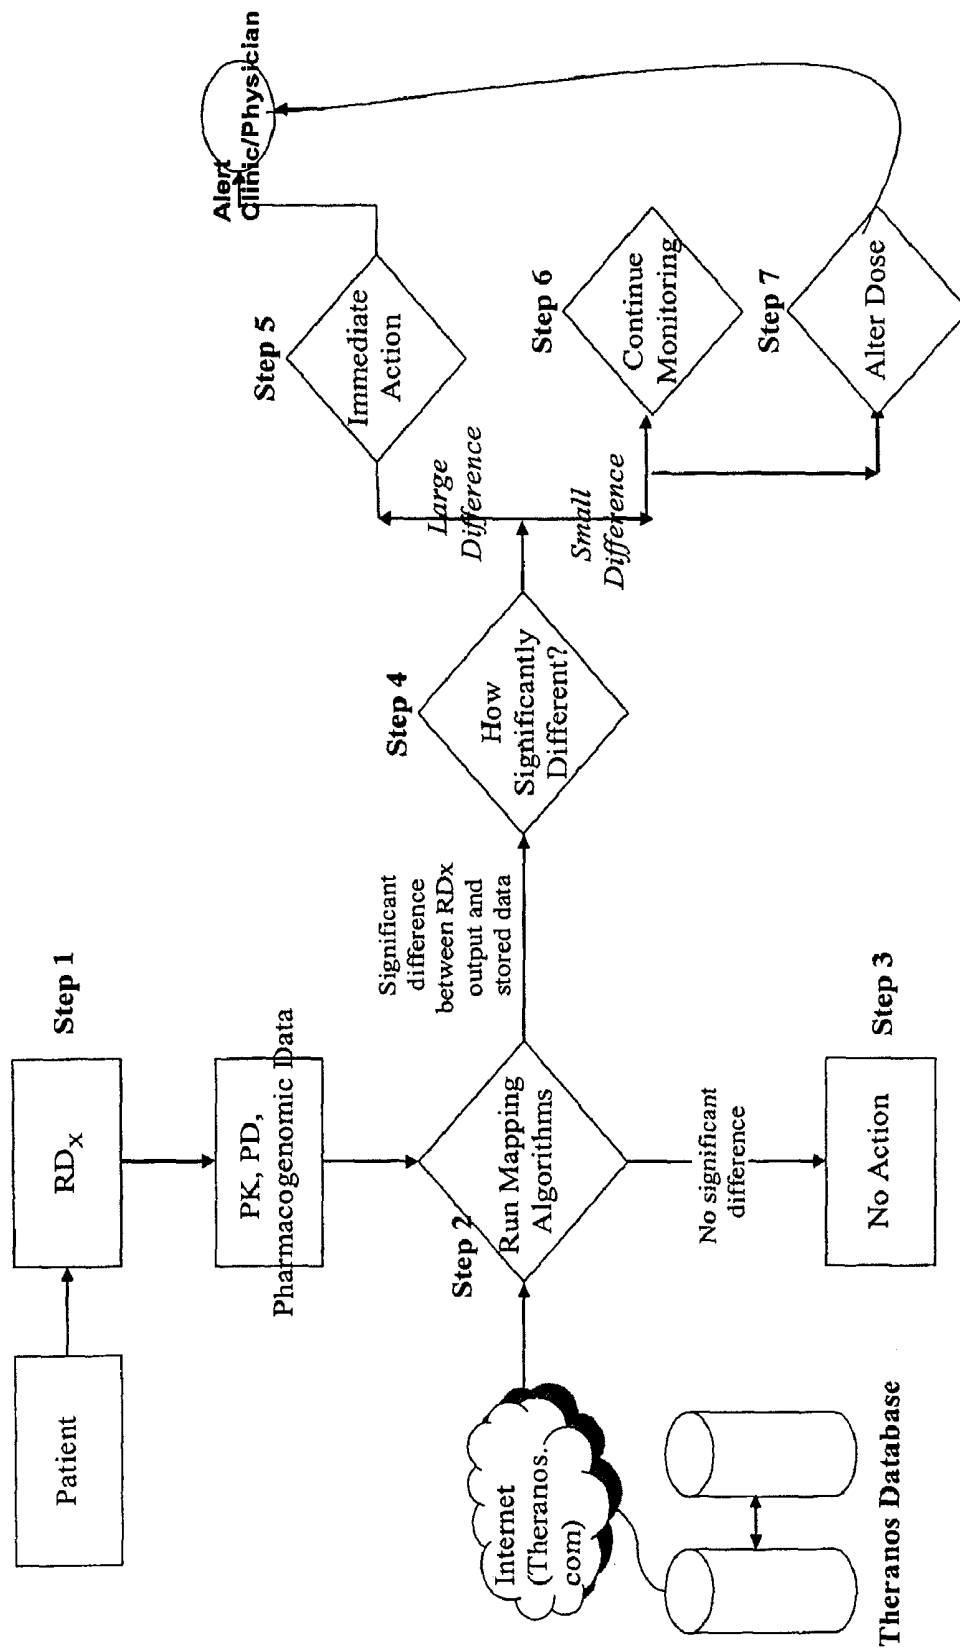 Patient
RDx
Step 1
PK, PD,
Pharmacogenomic Data
Internet
(Theranos.
com)
Theranos Database
Step 2
Run Mapping
Algorithms
No significant
difference
No Action
Step 3
Significant
difference
between RDx
output and
stored data
Step 4
How
Significantly
Different?
Large
Difference
Small
Difference
Step 5
Immediate
Action
Alert
Clinic/Physician
Step 6
Continue
Monitoring
Step 7
Alter Dose